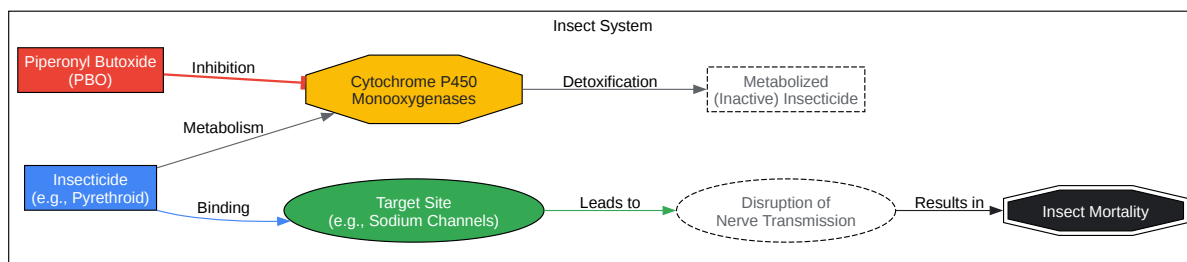 Insect System
Piperonyl Butoxide
(PBO)
Inhibition
Cytochrome P450
Monooxygenases
Detoxification
Metabolized
(Inactive) Insecticide
Metabolism
Insecticide
(e.g., Pyrethroid)
Binding
Target Site
(e.g., Sodium Channels)
Leads to
Disruption of
Nerve Transmission
Results in
Insect Mortality